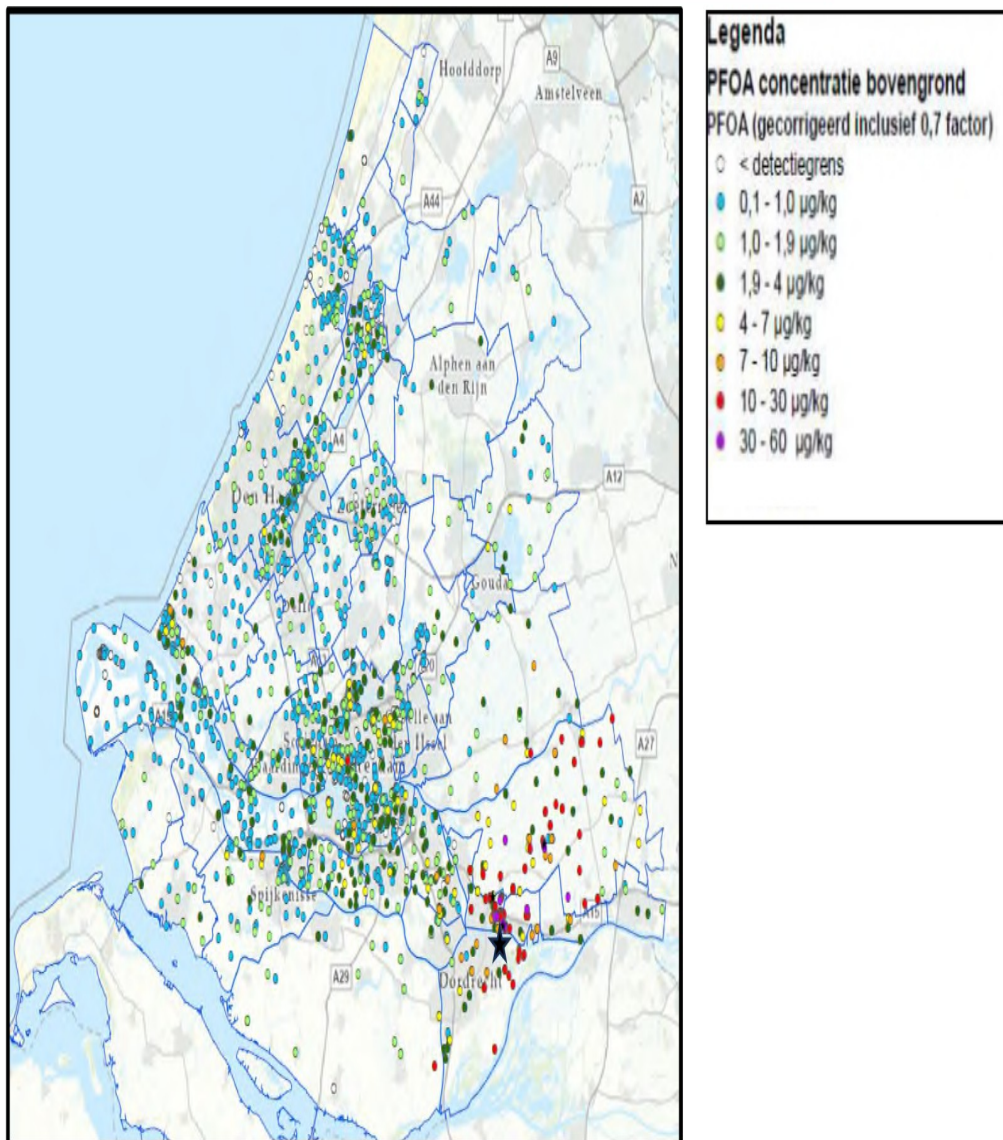 Hoofddorp
A9
Amstelveen
A2
A44
Alphen aan
den Rijn
A4
Den H
A12
Gouda
A20
A27
Spijkenisse
A15
A29
Dordrecht
Legenda
PFOA concentratie bovengrond
PFOA (gecorrigeerd inclusief 0,7 factor)
< detectiegrens
0,1 - 1,0 µg/kg
1,0 - 1,9 µg/kg
1,9 - 4 µg/kg
4 - 7 µg/kg
7 - 10 µg/kg
10 - 30 µg/kg
30 - 60 µg/kg